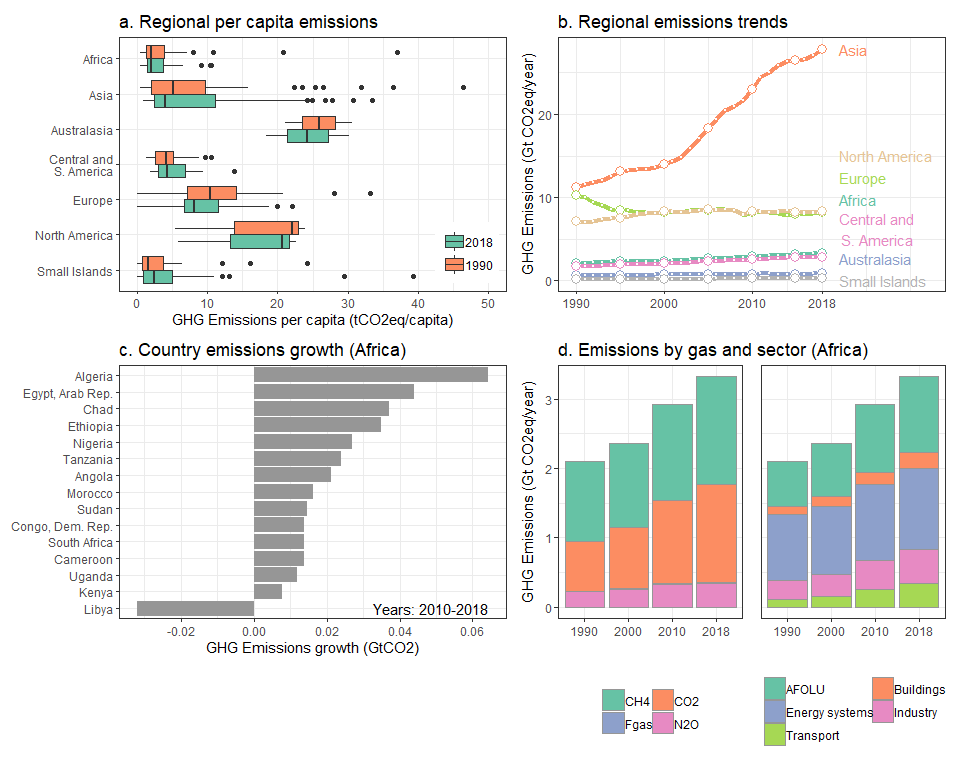 a. Regional per capita emissions
Africa
Asia
Australasia
Central and
S. America
Europe
North America
Small Islands
2018
1990
0 10 20 30 40 50
GHG Emissions per capita (tCO2eq/capita)
b. Regional emissions trends
GHG Emissions (Gt CO2eq/year)
20
10
0
Asia
North America
Europe
Africa
Central and
S. America
Australasia
Small Islands
1990 2000 2010 2018
c. Country emissions growth (Africa)
Algeria
Egypt, Arab Rep.
Chad
Ethiopia
Nigeria
Tanzania
Angola
Morocco
Sudan
Congo, Dem. Rep.
South Africa
Cameroon
Uganda
Kenya
Libya
Years: 2010-2018
-0.02 0.00 0.02 0.04 0.06
GHG Emissions growth (GtCO2)
d. Emissions by gas and sector (Africa)
GHG Emissions (Gt CO2eq/year)
3
2
1
0
1990 2000 2010 2018
1990 2000 2010 2018
CH4 CO2
Fgas N2O
AFOLU Buildings
Energy systems Industry
Transport